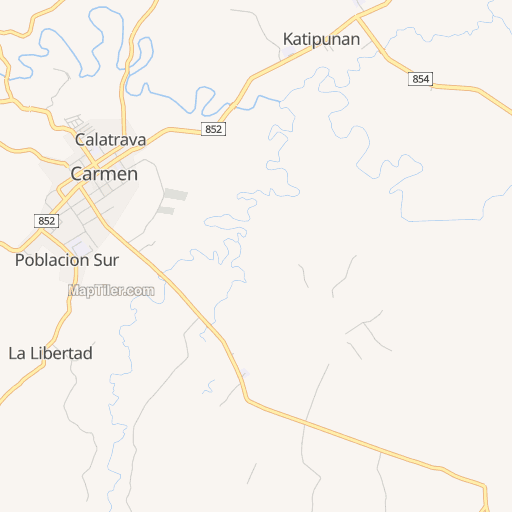 Katipunan
854
852
Calatrava
Carmen
852
Poblacion Sur
MapTiler.com
La Libertad